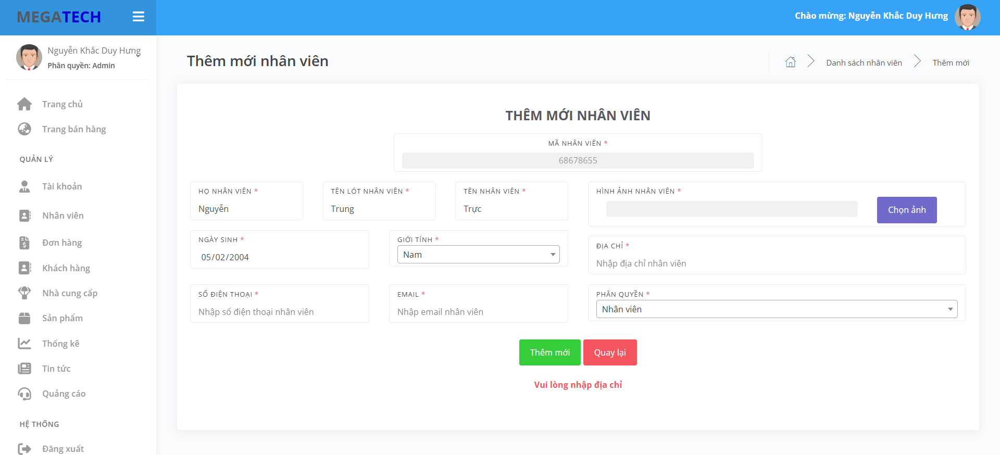 MEGATECH
Chào mừng: Nguyễn Khắc Duy Hưng
Nguyễn Khắc Duy Hưng
Phân quyền: Admin
Trang chủ
Trang bán hàng
QUẢN LÝ
Tài khoản
Nhân viên
Đơn hàng
Khách hàng
Nhà cung cấp
Sản phẩm
Thống kê
Tin tức
Quảng cáo
HỆ THỐNG
Đăng xuất
Thêm mới nhân viên
Danh sách nhân viên
Thêm mới
THÊM MỚI NHÂN VIÊN
MÃ NHÂN VIÊN *
68678655
HỌ NHÂN VIÊN *
Nguyễn
TÊN LÓT NHÂN VIÊN *
Trung
TÊN NHÂN VIÊN *
Trực
HÌNH ẢNH NHÂN VIÊN *
Chọn ảnh
NGÀY SINH *
05/02/2004
GIỚI TÍNH *
Nam
ĐỊA CHỈ *
Nhập địa chỉ nhân viên
SỐ ĐIỆN THOẠI *
Nhập số điện thoại nhân viên
EMAIL *
Nhập email nhân viên
PHÂN QUYỀN *
Nhân viên
Thêm mới
Quay lại
Vui lòng nhập địa chỉ